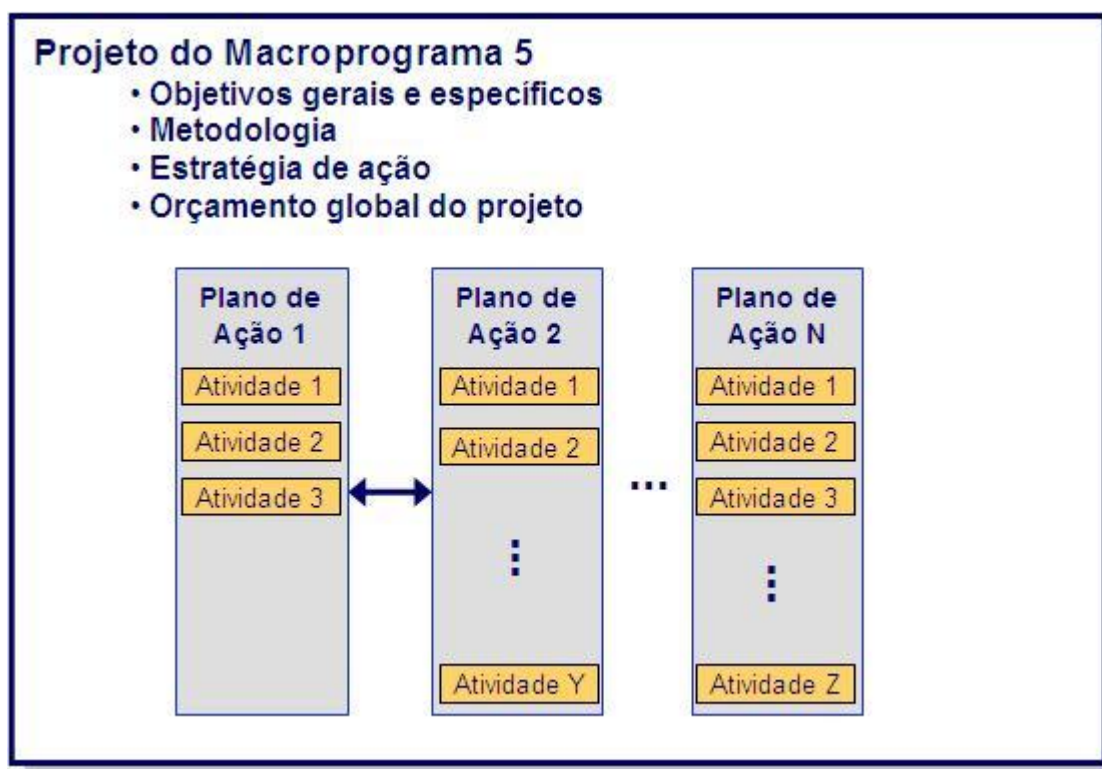 Projeto do Macroprograma 5
• Objetivos gerais e específicos
• Metodologia
• Estratégia de ação
• Orçamento global do projeto
Plano de
Ação 1
Atividade 1
Atividade 2
Atividade 3
Plano de
Ação 2
Atividade 1
Atividade 2
⋮
Atividade Y
...
Plano de
Ação N
Atividade 1
Atividade 2
Atividade 3
⋮
Atividade Z